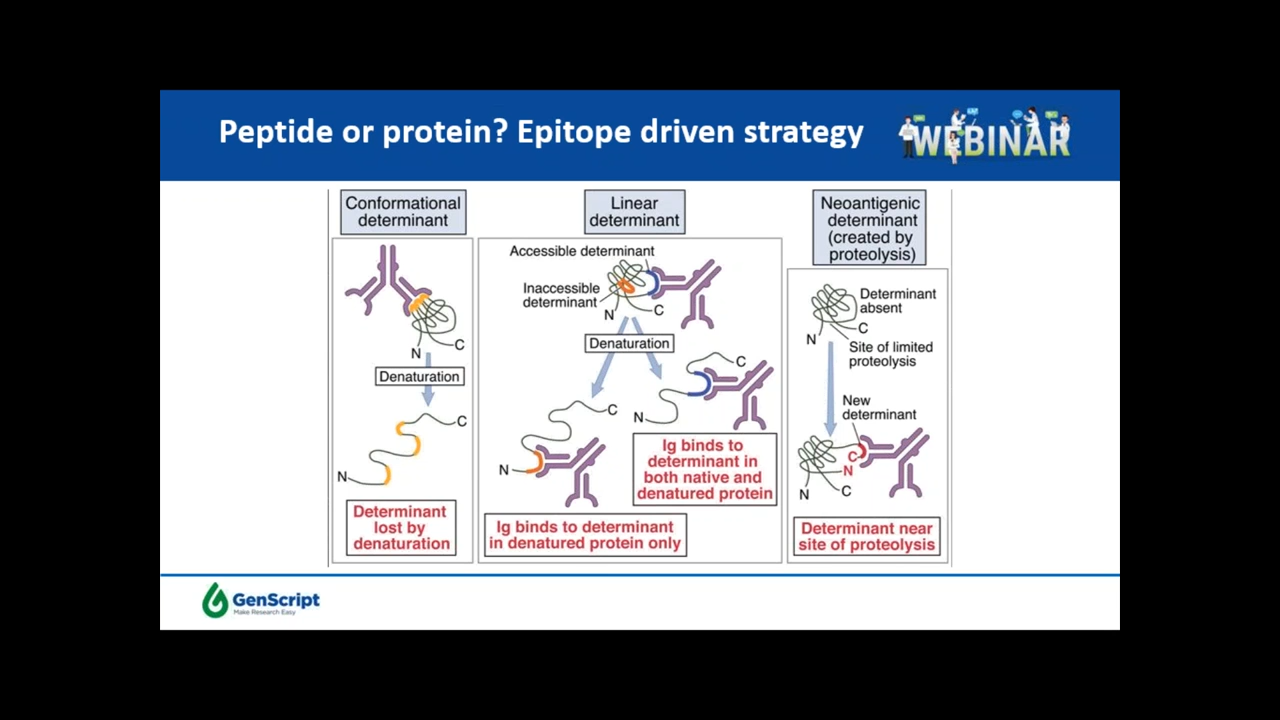 Peptide or protein? Epitope driven strategy
WEBINAR
Conformational
determinant
N
C
Denaturation
C
N
Determinant
lost by
denaturation
Linear
determinant
Accessible determinant
Inaccessible
determinant
N
C
Denaturation
C
N
C
N
Ig binds to
determinant in
both native and
denatured protein
Ig binds to determinant
in denatured protein only
Neoantigenic
determinant
(created by
proteolysis)
Determinant
absent
C
N
Site of limited
proteolysis
New
determinant
C
N
C
N
Determinant near
site of proteolysis
GenScript
Make Research Easy